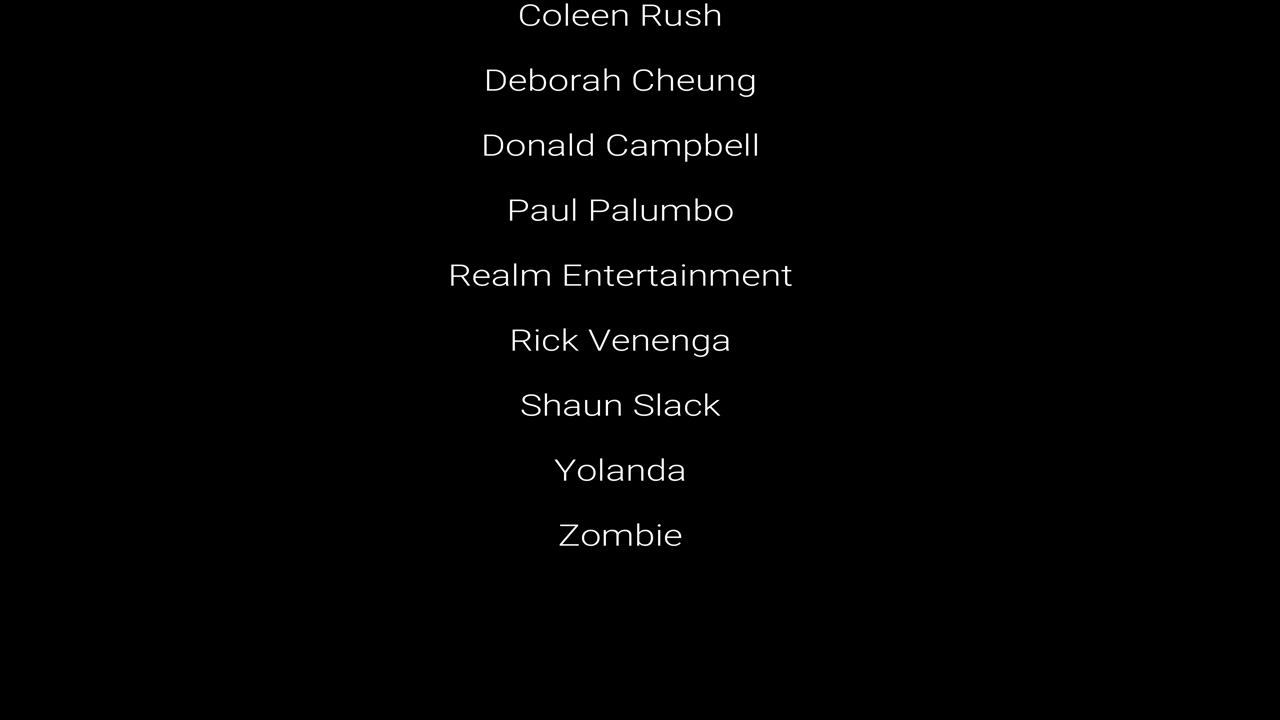 Coleen Rush
Deborah Cheung
Donald Campbell
Paul Palumbo
Realm Entertainment
Rick Venenga
Shaun Slack
Yolanda
Zombie